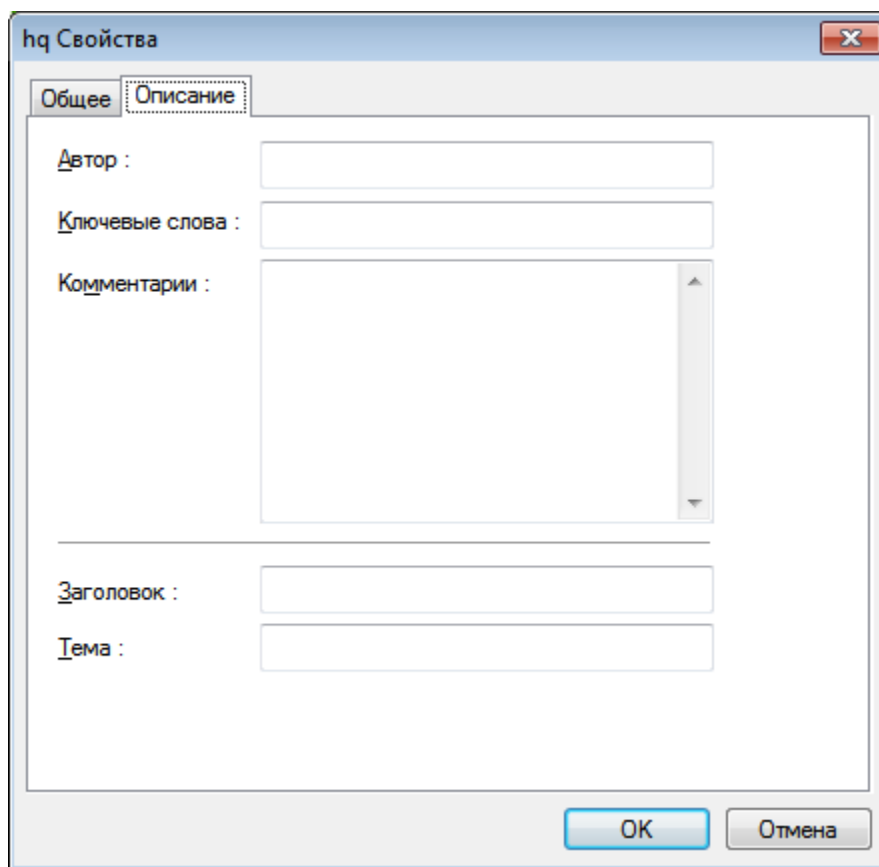 hq Свойства
Общее Описание
Автор :
Ключевые слова :
Комментарии :
Заголовок :
Тема :
OK Отмена